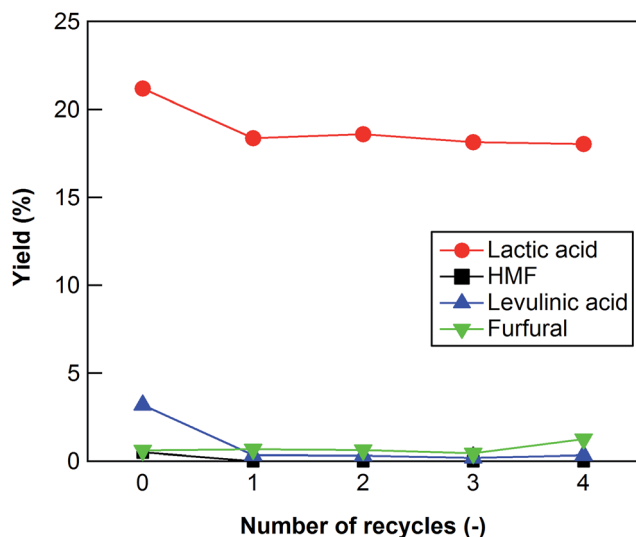 25
20
15
10
5
0
Yield (%)
Lactic acid
HMF
Levulinic acid
Furfural
0 1 2 3 4
Number of recycles (-)